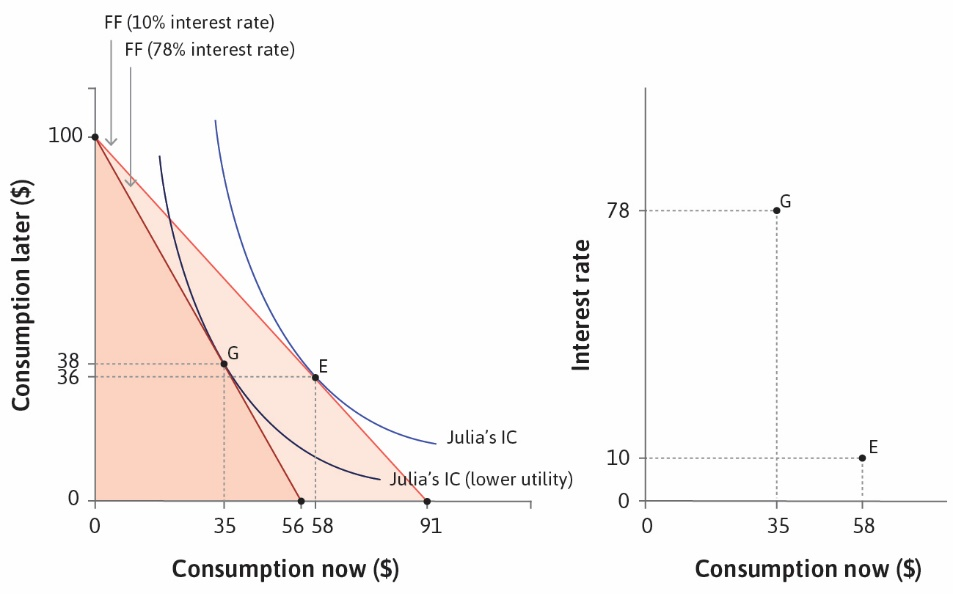 FF (10% interest rate)
FF (78% interest rate)
Consumption later ($)
100
38
36
0
G
E
Julia's IC
Julia's IC (lower utility)
0
35
56
58
91
Consumption now ($)
Interest rate
78
10
0
G
E
0
35
58
Consumption now ($)